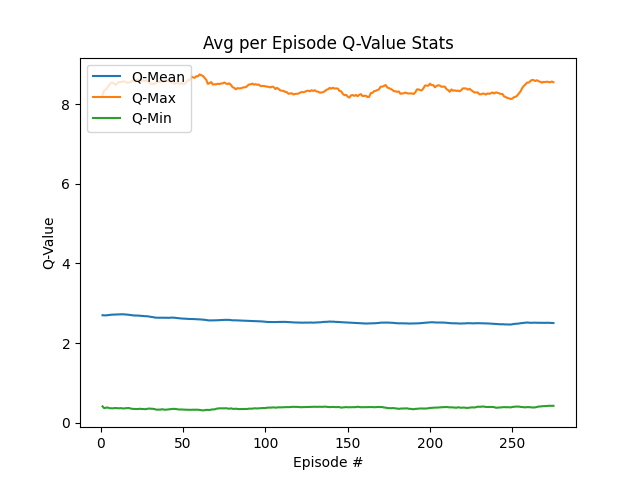 Avg per Episode Q-Value Stats
Q-Mean
Q-Max
Q-Min
Q-Value
8
6
4
2
0
0 50 100 150 200 250
Episode #